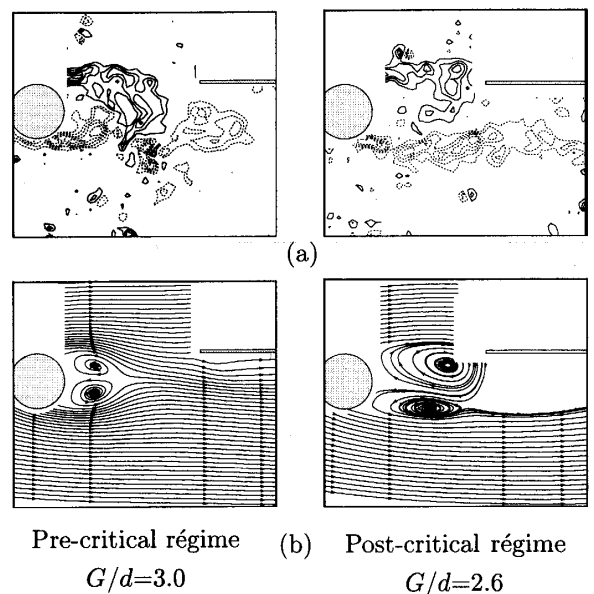 (a)
Pre-critical régime
(b)
Post-critical régime
G/d=3.0
G/d=2.6